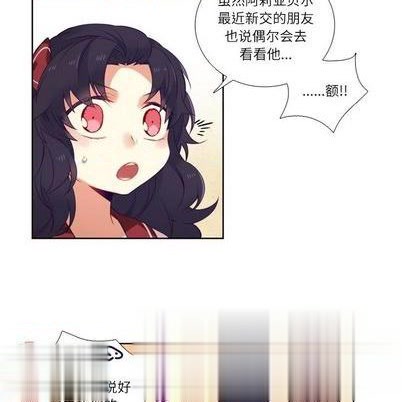 虽然阿莉亚贝尔
最近新交的朋友
也说偶尔会去
看看他...
......额!!
说好